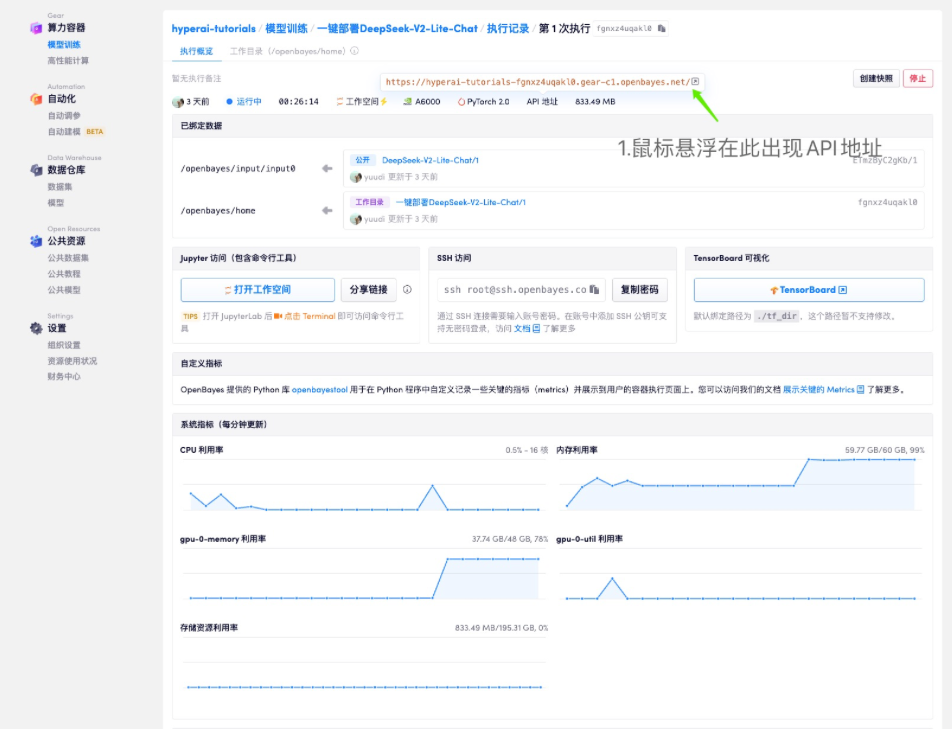 Gear
算力容器
模型训练
高性能计算
Automation
自动化
自动调参
自动建模 BETA
Data Warehouse
数据仓库
数据集
模型
Open Resources
公共资源
公共数据集
公共教程
公共模型
Settings
设置
组织设置
资源使用状况
财务中心
hyperai-tutorials / 模型训练 / 一键部署DeepSeek-V2-Lite-Chat / 执行记录 / 第 1 次执行 fgnxz4uqakl0
执行概览 工作目录（/openbayes/home）
暂无执行备注
https://hyperai-tutorials-fgnxz4uqakl0.gear-c1.openbayes.net/
创建快照 停止
3 天前 运行中 00:26:14 工作空间 A6000 PyTorch 2.0 API 地址 833.49 MB
已绑定数据
1.鼠标悬浮在此出现API地址
/openbayes/input/input0
公开 DeepSeek-V2-Lite-Chat/1 ETmzByC2gKb/1
yuudi 更新于 3 天前
/openbayes/home
工作目录 一键部署DeepSeek-V2-Lite-Chat/1 fgnxz4uqakl0
yuudi 更新于 3 天前
Jupyter 访问（包含命令行工具）
打开工作空间 分享链接
TIPS 打开 JupyterLab 后 点击 Terminal 即可访问命令行工
具
SSH 访问
ssh root@ssh.openbayes.co 复制密码
通过 SSH 连接需要输入账号密码。在账号中添加 SSH 公钥可支
持无密码登录，访问 文档 了解更多
TensorBoard 可视化
TensorBoard
默认绑定路径为 ./tf_dir，这个路径暂不支持修改。
自定义指标
OpenBayes 提供的 Python 库 openbayestool 用于在 Python 程序中自定义记录一些关键的指标（metrics）并展示到用户的容器执行页面上。您可以访问我们的文档 展示关键的 Metrics 了解更多。
系统指标（每分钟更新）
CPU 利用率 0.5% - 16 核
内存利用率 59.77 GB/60 GB, 99%
gpu-0-memory 利用率 37.74 GB/48 GB, 78%
gpu-0-util 利用率
存储资源利用率 833.49 MB/195.31 GB, 0%